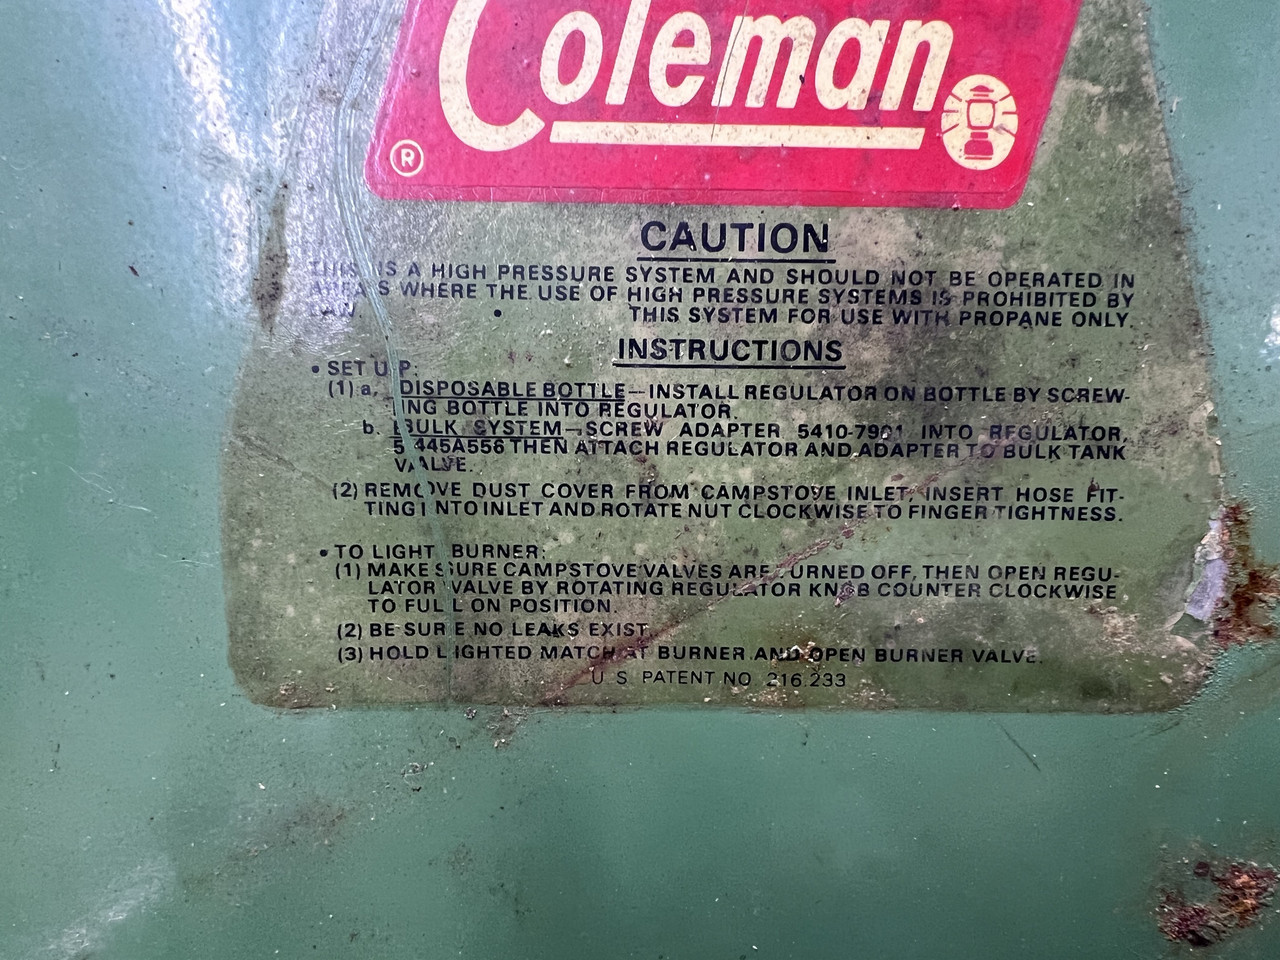 Coleman
®
CAUTION
THIS IS A HIGH PRESSURE SYSTEM AND SHOULD NOT BE OPERATED IN
AREAS WHERE THE USE OF HIGH PRESSURE SYSTEMS IS PROHIBITED BY
LAW • THIS SYSTEM FOR USE WITH PROPANE ONLY.
INSTRUCTIONS
• SET UP:
(1) a. DISPOSABLE BOTTLE—INSTALL REGULATOR ON BOTTLE BY SCREW-
ING BOTTLE INTO REGULATOR.
b. BULK SYSTEM—SCREW ADAPTER 5410-7901 INTO REGULATOR,
5445A556 THEN ATTACH REGULATOR AND ADAPTER TO BULK TANK
VALVE.
(2) REMOVE DUST COVER FROM CAMPSTOVE INLET, INSERT HOSE FIT-
TING INTO INLET AND ROTATE NUT CLOCKWISE TO FINGER TIGHTNESS.
• TO LIGHT BURNER:
(1) MAKE SURE CAMPSTOVE VALVES ARE TURNED OFF, THEN OPEN REGU-
LATOR VALVE BY ROTATING REGULATOR KNOB COUNTER CLOCKWISE
TO FULL ON POSITION.
(2) BE SURE NO LEAKS EXIST.
(3) HOLD LIGHTED MATCH AT BURNER AND OPEN BURNER VALVE.
U S PATENT NO 216.233